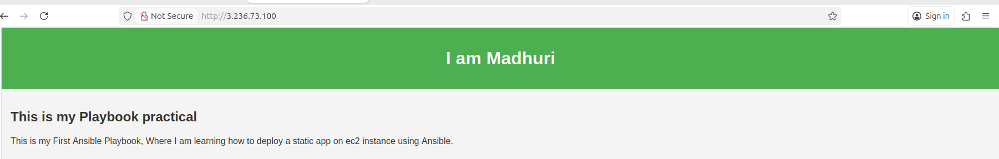 Not Secure http://3.236.73.100 Sign in
I am Madhuri
This is my Playbook practical
This is my First Ansible Playbook, Where I am learning how to deploy a static app on ec2 instance using Ansible.